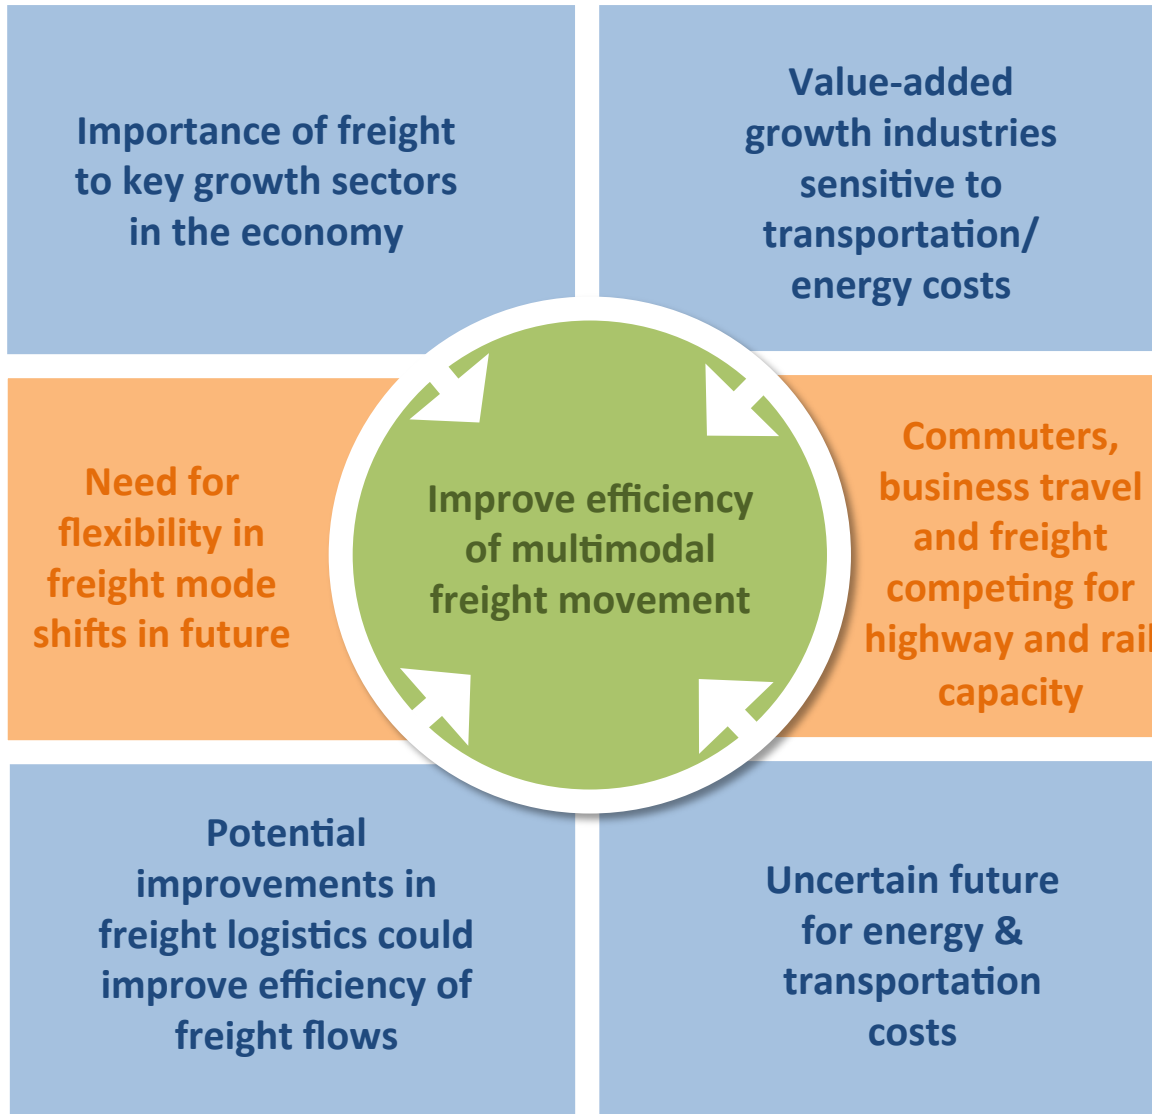 Importance of freight
to key growth sectors
in the economy
Value-added
growth industries
sensitive to
transportation/
energy costs
Need for
flexibility in
freight mode
shifts in future
Improve efficiency
of multimodal
freight movement
Commuters,
business travel
and freight
competing for
highway and rail
capacity
Potential
improvements in
freight logistics could
improve efficiency of
freight flows
Uncertain future
for energy &
transportation
costs